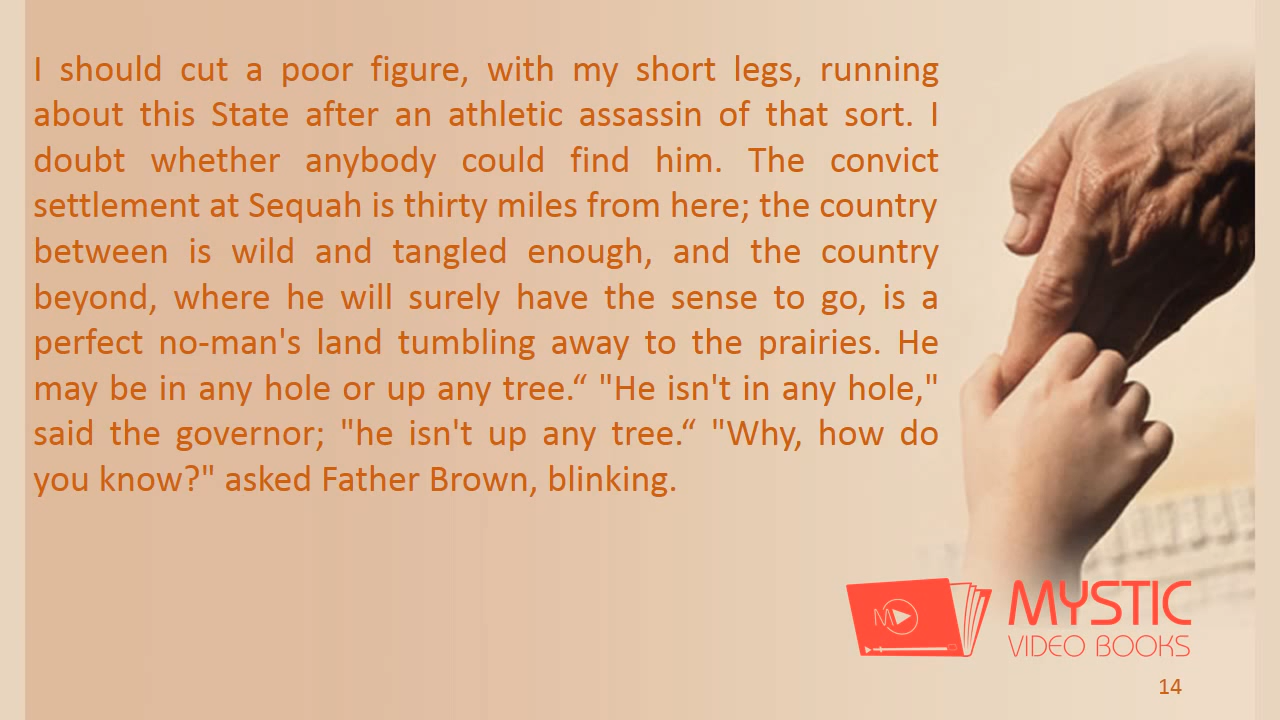 I should cut a poor figure, with my short legs, running
about this State after an athletic assassin of that sort. I
doubt whether anybody could find him. The convict
settlement at Sequah is thirty miles from here; the country
between is wild and tangled enough, and the country
beyond, where he will surely have the sense to go, is a
perfect no-man's land tumbling away to the prairies. He
may be in any hole or up any tree.“ "He isn't in any hole,"
said the governor; "he isn't up any tree.“ "Why, how do
you know?" asked Father Brown, blinking.
M
MYSTIC
VIDEO BOOKS
14